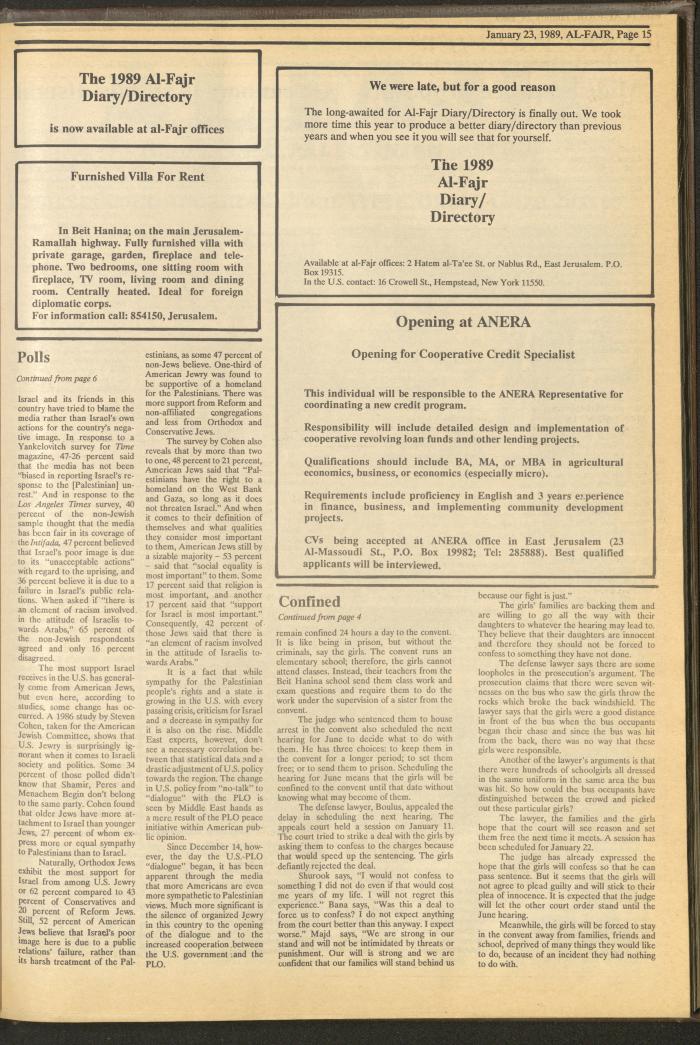 January 23, 1989, AL-FAJR, Page 15
The 1989 Al-Fajr
Diary/Directory
is now available at al-Fajr offices
Furnished Villa For Rent
In Beit Hanina; on the main Jerusalem-
Ramallah highway. Fully furnished villa with
private garage, garden, fireplace and tele-
phone. Two bedrooms, one sitting room with
fireplace, TV room, living room and dining
room. Centrally heated. Ideal for foreign
diplomatic corps.
For information call: 854150, Jerusalem.
We were late, but for a good reason
The long-awaited for Al-Fajr Diary/Directory is finally out. We took
more time this year to produce a better diary/directory than previous
years and when you see it you will see that for yourself.
The 1989
Al-Fajr
Diary/
Directory
Available at al-Fajr offices: 2 Hatem al-Ta'ee St. or Nablus Rd., East Jerusalem. P.O.
Box 19315.
In the U.S. contact: 16 Crowell St., Hempstead, New York 11550.
Opening at ANERA
Opening for Cooperative Credit Specialist
This individual will be responsible to the ANERA Representative for
coordinating a new credit program.
Responsibility will include detailed design and implementation of
cooperative revolving loan funds and other lending projects.
Qualifications should include BA, MA, or MBA in agricultural
economics, business, or economics (especially micro).
Requirements include proficiency in English and 3 years experience
in finance, business, and implementing community development
projects.
CVs being accepted at ANERA office in East Jerusalem (23
Al-Massoudi St., P.O. Box 19982; Tel: 285888). Best qualified
applicants will be interviewed.
Polls
Continued from page 6
Israel and its friends in this
country have tried to blame the
media rather than Israel's own
actions for the country's nega-
tive image. In response to a
Yankelovitch survey for Time
magazine, 47-26 percent said
that the media has not been
"biased in reporting Israel's re-
sponse to the [Palestinian] un-
rest." And in response to the
Los Angeles Times survey, 40
percent of the non-Jewish
sample thought that the media
has been fair in its coverage of
the Intifada, 47 percent believed
that Israel's poor image is due
to its "unacceptable actions"
with regard to the uprising, and
36 percent believe it is due to a
failure in Israel's public rela-
tions. When asked if "there is
an element of racism involved
in the attitude of Israelis to-
wards Arabs," 65 percent of
the non-Jewish respondents
agreed and only 16 percent
disagreed.
The most support Israel
receives in the U.S. has general-
ly come from American Jews,
but even here, according to
studies, some change has oc-
curred. A 1986 study by Steven
Cohen, taken for the American
Jewish Committee, shows that
U.S. Jewry is surprisingly ig-
norant when it comes to Israeli
society and politics. Some 34
percent of those polled didn't
know that Shamir, Peres and
Menachem Begin don't belong
to the same party. Cohen found
that older Jews have more at-
tachment to Israel than younger
Jews, 27 percent of whom ex-
press more or equal sympathy
to Palestinians than to Israel.
Naturally, Orthodox Jews
exhibit the most support for
Israel from among U.S. Jewry
or 62 percent compared to 43
percent of Conservatives and
20 percent of Reform Jews.
Still, 52 percent of American
Jews believe that Israel's poor
image here is due to a public
relations' failure, rather than
its harsh treatment of the Pal-
estinians, as some 47 percent of
non-Jews believe. One-third of
American Jewry was found to
be supportive of a homeland
for the Palestinians. There was
more support from Reform and
non-affiliated congregations
and less from Orthodox and
Conservative Jews.
The survey by Cohen also
reveals that by more than two
to one, 48 percent to 21 percent,
American Jews said that "Pal-
estinians have the right to a
homeland on the West Bank
and Gaza, so long as it does
not threaten Israel." And when
it comes to their definition of
themselves and what qualities
they consider most important
to them, American Jews still by
a sizable majority – 53 percent
– said that "social equality is
most important" to them. Some
17 percent said that religion is
most important, and another
17 percent said that "support
for Israel is most important."
Consequently, 42 percent of
those Jews said that there is
"an element of racism involved
in the attitude of Israelis to-
wards Arabs."
It is a fact that while
sympathy for the Palestinian
people's rights and a state is
growing in the U.S. with every
passing crisis, criticism for Israel
and a decrease in sympathy for
it is also on the rise. Middle
East experts, however, don't
see a necessary correlation be-
tween that statistical data and a
drastic adjustment of U.S. policy
towards the region. The change
in U.S. policy from "no-talk" to
"dialogue" with the PLO is
seen by Middle East hands as
a mere result of the PLO peace
initiative within American pub-
lic opinion.
Since December 14, how-
ever, the day the U.S.-PLO
"dialogue" began, it has been
apparent through the media
that more Americans are even
more sympathetic to Palestinian
views. Much more significant is
the silence of organized Jewry
in this country to the opening
of the dialogue and to the
increased cooperation between
the U.S. government and the
PLO.
Confined
Continued from page 4
remain confined 24 hours a day to the convent.
It is like being in prison, but without the
criminals, say the girls. The convent runs an
elementary school; therefore, the girls cannot
attend classes. Instead, their teachers from the
Beit Hanina school send them class work and
exam questions and require them to do the
work under the supervision of a sister from the
convent.
The judge who sentenced them to house
arrest in the convent also scheduled the next
hearing for June to decide what to do with
them. He has three choices: to keep them in
the convent for a longer period; to set them
free; or to send them to prison. Scheduling the
hearing for June means that the girls will be
confined to the convent until that date without
knowing what may become of them.
The defense lawyer, Boulus, appealed the
delay in scheduling the next hearing. The
appeals court held a session on January 11.
The court tried to strike a deal with the girls by
asking them to confess to the charges because
that would speed up the sentencing. The girls
defiantly rejected the deal.
Shurook says, "I would not confess to
something I did not do even if that would cost
me years of my life. I will not regret this
experience." Bana says, "Was this a deal to
force us to confess? I do not expect anything
from the court better than this anyway. I expect
worse." Majd says, "We are strong in our
stand and will not be intimidated by threats or
punishment. Our will is strong and we are
confident that our families will stand behind us
because our fight is just."
The girls' families are backing them and
are willing to go all the way with their
daughters to whatever the hearing may lead to.
They believe that their daughters are innocent
and therefore they should not be forced to
confess to something they have not done.
The defense lawyer says there are some
loopholes in the prosecution's argument. The
prosecution claims that there were seven wit-
nesses on the bus who saw the girls throw the
rocks which broke the back windshield. The
lawyer says that the girls were a good distance
in front of the bus when the bus occupants
began their chase and since the bus was hit
from the back, there was no way that these
girls were responsible.
Another of the lawyer's arguments is that
there were hundreds of schoolgirls all dressed
in the same uniform in the same area the bus
was hit. So how could the bus occupants have
distinguished between the crowd and picked
out these particular girls?
The lawyer, the families and the girls
hope that the court will see reason and set
them free the next time it meets. A session has
been scheduled for January 22.
The judge has already expressed the
hope that the girls will confess so that he can
pass sentence. But it seems that the girls will
not agree to plead guilty and will stick to their
plea of innocence. It is expected that the judge
will let the other court order stand until the
June hearing.
Meanwhile, the girls will be forced to stay
in the convent away from families, friends and
school, deprived of many things they would like
to do, because of an incident they had nothing
to do with.